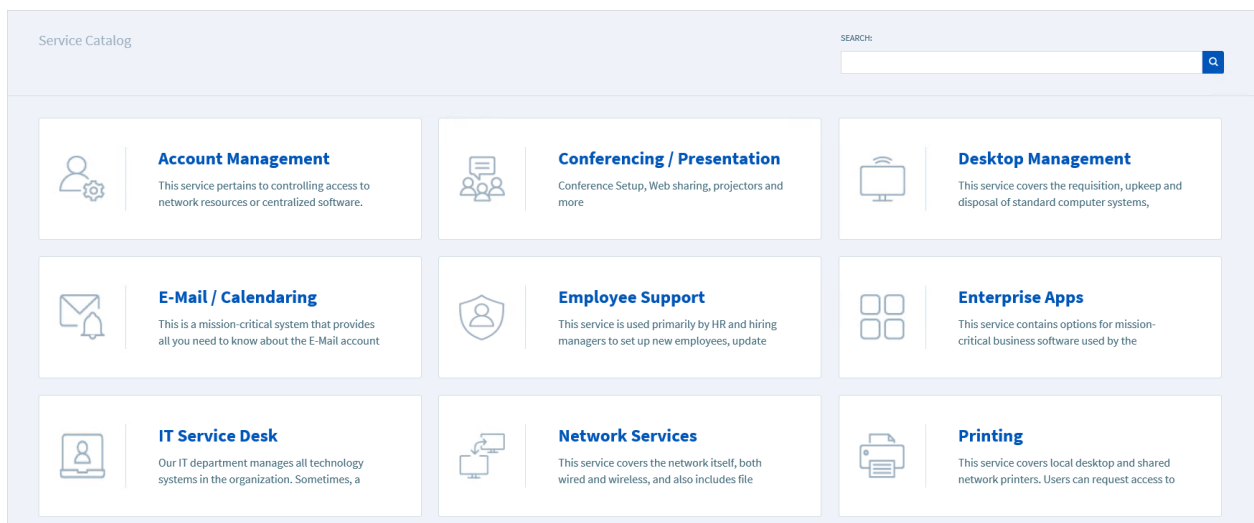 Service Catalog
SEARCH:
Account Management
This service pertains to controlling access to
network resources or centralized software.
Conferencing / Presentation
Conference Setup, Web sharing, projectors and
more
Desktop Management
This service covers the requisition, upkeep and
disposal of standard computer systems,
E-Mail / Calendaring
This is a mission-critical system that provides
all you need to know about the E-Mail account
Employee Support
This service is used primarily by HR and hiring
managers to set up new employees, update
Enterprise Apps
This service contains options for mission-
critical business software used by the
IT Service Desk
Our IT department manages all technology
systems in the organization. Sometimes, a
Network Services
This service covers the network itself, both
wired and wireless, and also includes file
Printing
This service covers local desktop and shared
network printers. Users can request access to